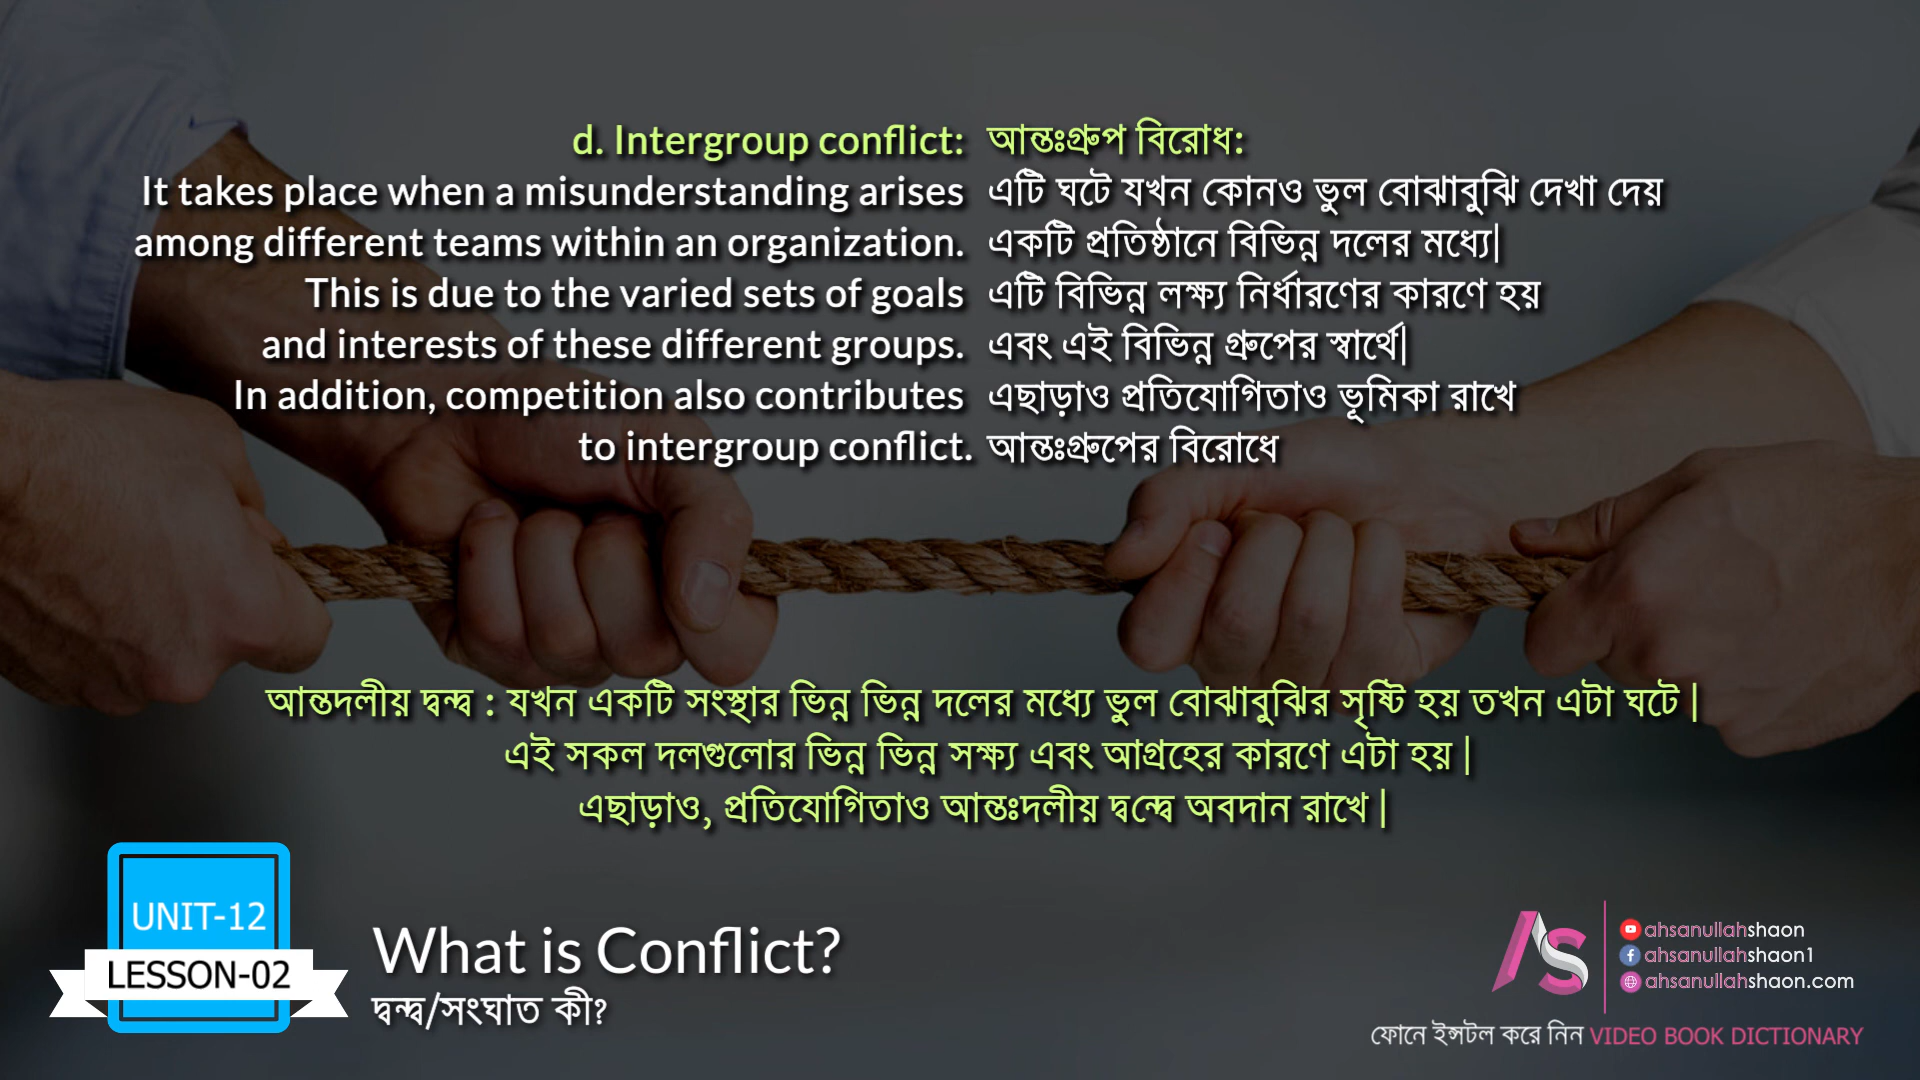 d. Intergroup conflict: আন্তঃগ্রুপ বিরোধ:
It takes place when a misunderstanding arises এটি ঘটে যখন কোনও ভুল বোঝাবুঝি দেখা দেয়
among different teams within an organization. একটি প্রতিষ্ঠানে বিভিন্ন দলের মধ্যে|
This is due to the varied sets of goals এটি বিভিন্ন লক্ষ্য নির্ধারণের কারণে হয়
and interests of these different groups. এবং এই বিভিন্ন গ্রুপের স্বার্থে|
In addition, competition also contributes এছাড়াও প্রতিযোগিতাও ভূমিকা রাখে
to intergroup conflict. আন্তঃগ্রুপের বিরোধে
আন্তদলীয় দ্বন্দ্ব : যখন একটি সংস্থার ভিন্ন ভিন্ন দলের মধ্যে ভুল বোঝাবুঝির সৃষ্টি হয় তখন এটা ঘটে |
এই সকল দলগুলোর ভিন্ন ভিন্ন সক্ষ্য এবং আগ্রহের কারণে এটা হয় |
এছাড়াও, প্রতিযোগিতাও আন্তঃদলীয় দ্বন্দ্বে অবদান রাখে |
UNIT-12
LESSON-02
What is Conflict?
দ্বন্দ্ব/সংঘাত কী?
AS
ahsanullahshaon
ahsanullahshaon1
ahsanullahshaon.com
ফোনে ইন্সটল করে নিন VIDEO BOOK DICTIONARY